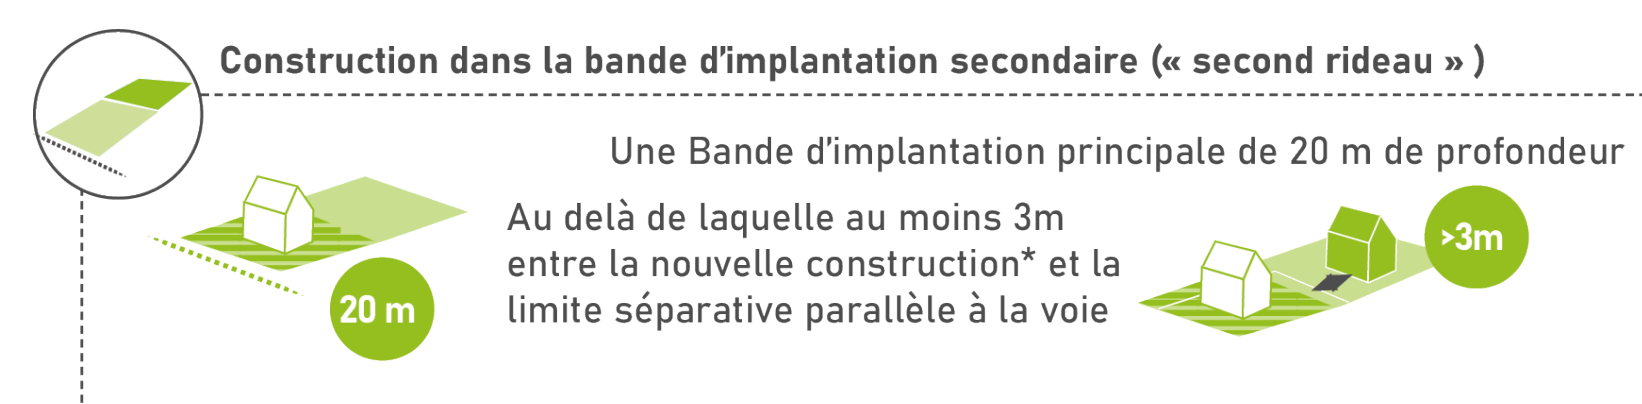 Construction dans la bande d’implantation secondaire (« second rideau » )
Une Bande d’implantation principale de 20 m de profondeur
Au delà de laquelle au moins 3m
entre la nouvelle construction* et la
limite séparative parallèle à la voie
20 m
>3m